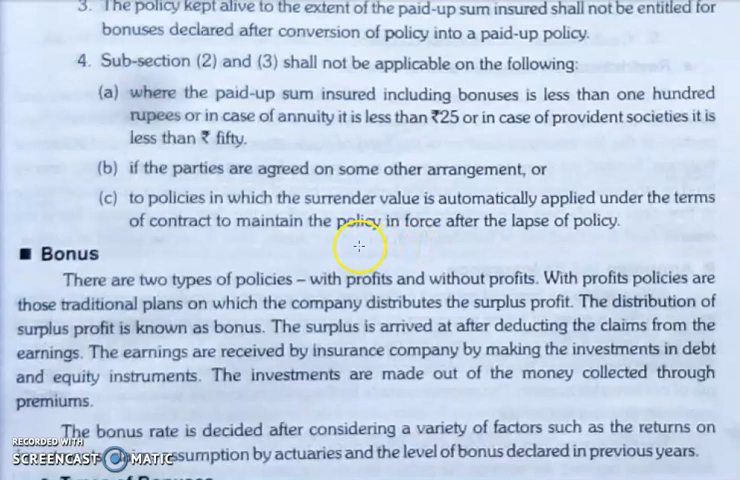 3. The policy kept alive to the extent of the paid-up sum insured shall not be entitled for
bonuses declared after conversion of policy into a paid-up policy.
4. Sub-section (2) and (3) shall not be applicable on the following:
(a) where the paid-up sum insured including bonuses is less than one hundred
rupees or in case of annuity it is less than ₹25 or in case of provident societies it is
less than ₹ fifty.
(b) if the parties are agreed on some other arrangement, or
(c) to policies in which the surrender value is automatically applied under the terms
of contract to maintain the policy in force after the lapse of policy.
■ Bonus
There are two types of policies – with profits and without profits. With profits policies are
those traditional plans on which the company distributes the surplus profit. The distribution of
surplus profit is known as bonus. The surplus is arrived at after deducting the claims from the
earnings. The earnings are received by insurance company by making the investments in debt
and equity instruments. The investments are made out of the money collected through
premiums.
The bonus rate is decided after considering a variety of factors such as the returns on
assumption by actuaries and the level of bonus declared in previous years.
RECORDED WITH
SCREENCAST MATIC